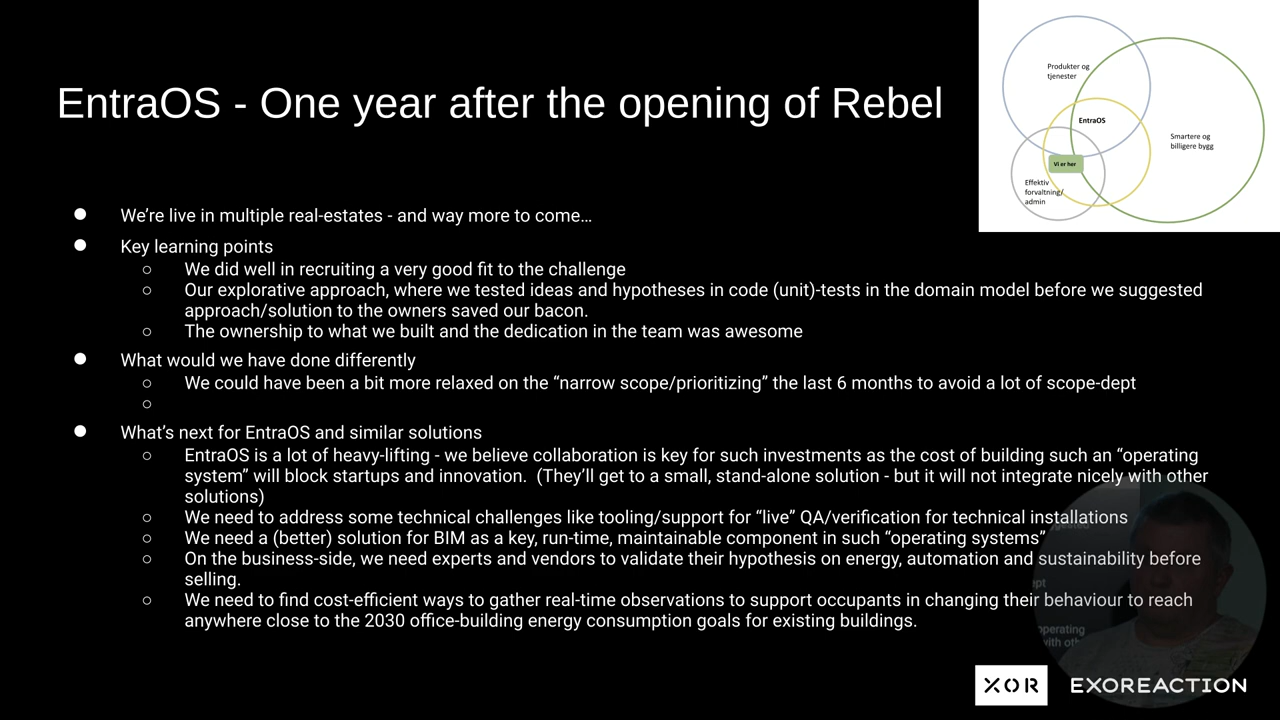 EntraOS - One year after the opening of Rebel
Produkter og
tjenester
EntraOS
Smartere og
billigere bygg
Vi er her
Effektiv
forvaltning/
admin
● We’re live in multiple real-estates - and way more to come…
● Key learning points
○ We did well in recruiting a very good fit to the challenge
○ Our explorative approach, where we tested ideas and hypotheses in code (unit)-tests in the domain model before we suggested
approach/solution to the owners saved our bacon.
○ The ownership to what we built and the dedication in the team was awesome
● What would we have done differently
○ We could have been a bit more relaxed on the “narrow scope/prioritizing” the last 6 months to avoid a lot of scope-dept
○
● What’s next for EntraOS and similar solutions
○ EntraOS is a lot of heavy-lifting - we believe collaboration is key for such investments as the cost of building such an “operating
system” will block startups and innovation.  (They’ll get to a small, stand-alone solution - but it will not integrate nicely with other
solutions)
○ We need to address some technical challenges like tooling/support for “live” QA/verification for technical installations
○ We need a (better) solution for BIM as a key, run-time, maintainable component in such “operating systems”
○ On the business-side, we need experts and vendors to validate their hypothesis on energy, automation and sustainability before
selling.
○ We need to find cost-efficient ways to gather real-time observations to support occupants in changing their behaviour to reach
anywhere close to the 2030 office-building energy consumption goals for existing buildings.
operating
XOR EXOREACTION